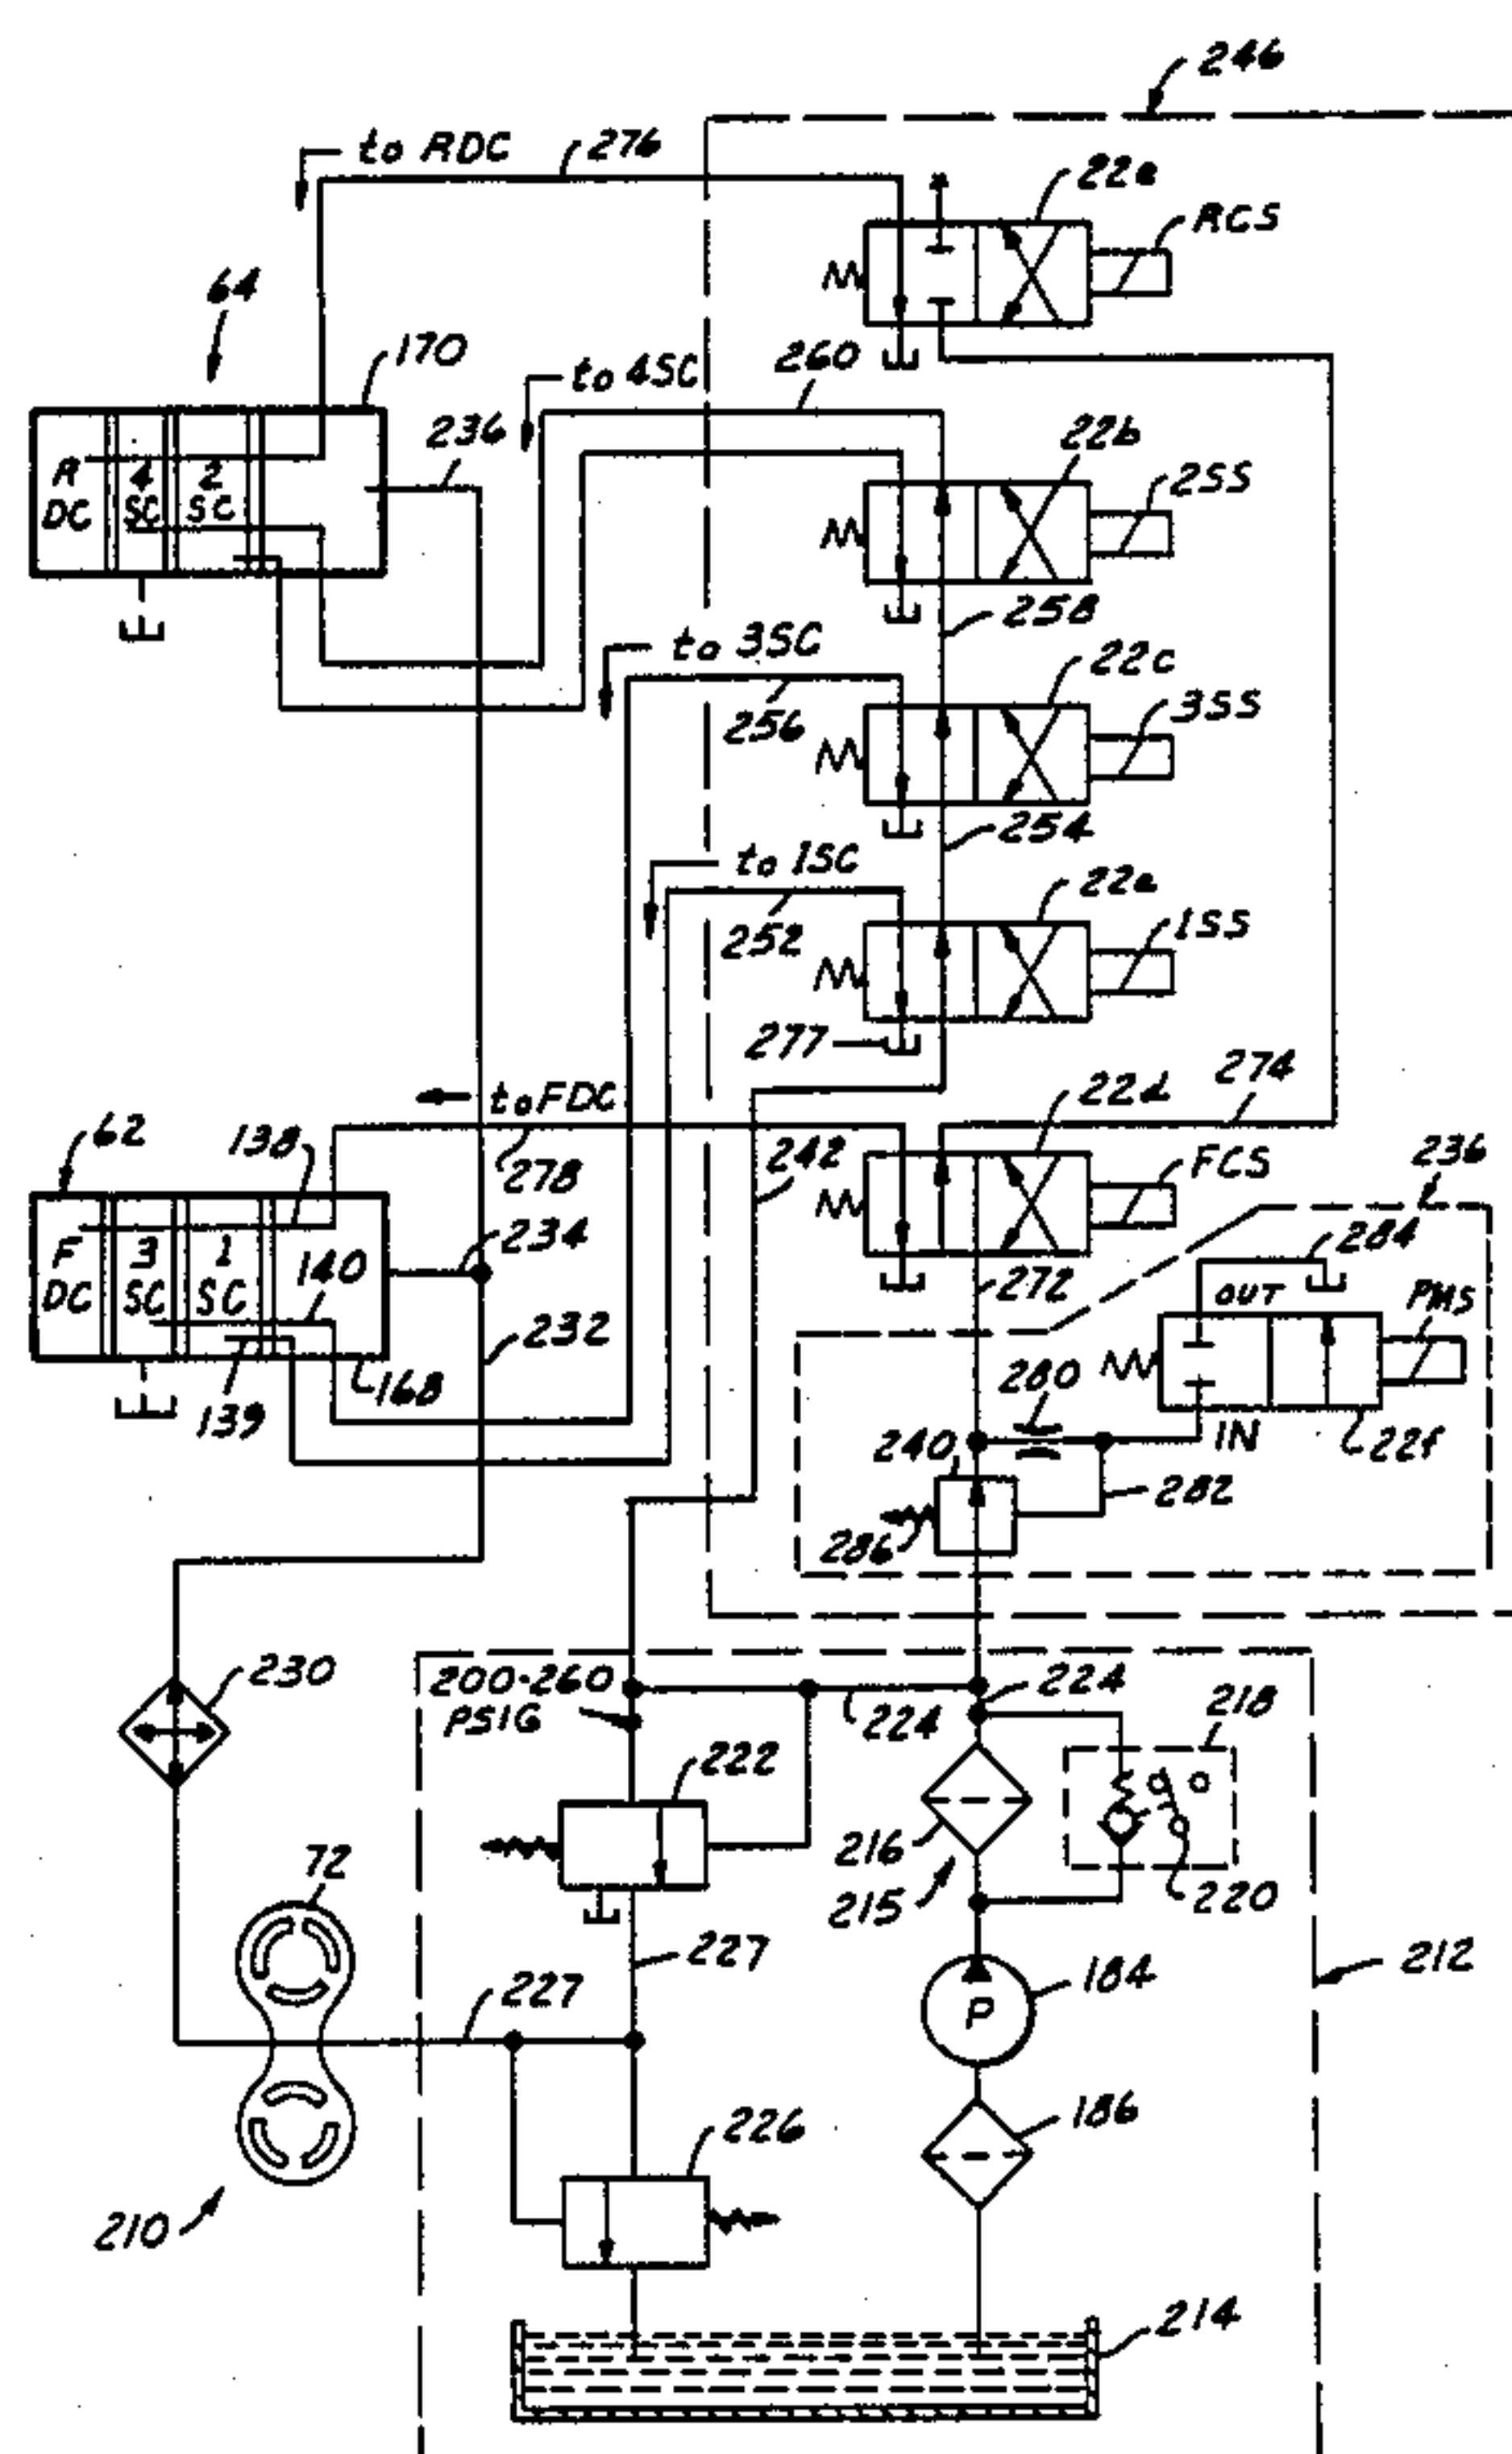 246
to RDC
276
22e
RCS
64
170
to 4SC
260
236
22b
2SS
R
DC
4
SC
2
SC
258
to 3SC
22c
256
3SS
254
to 1SC
22a
252
1SS
277
274
to FDC
22d
62
138
278
242
FCS
236
F
DC
3
SC
1
SC
140
234
272
284
OUT
PMS
232
280
139
168
240
IN
22f
282
286
230
200-260
PSIG
224
224
218
222
216
72
215
220
227
212
227
184
P
186
226
210
214